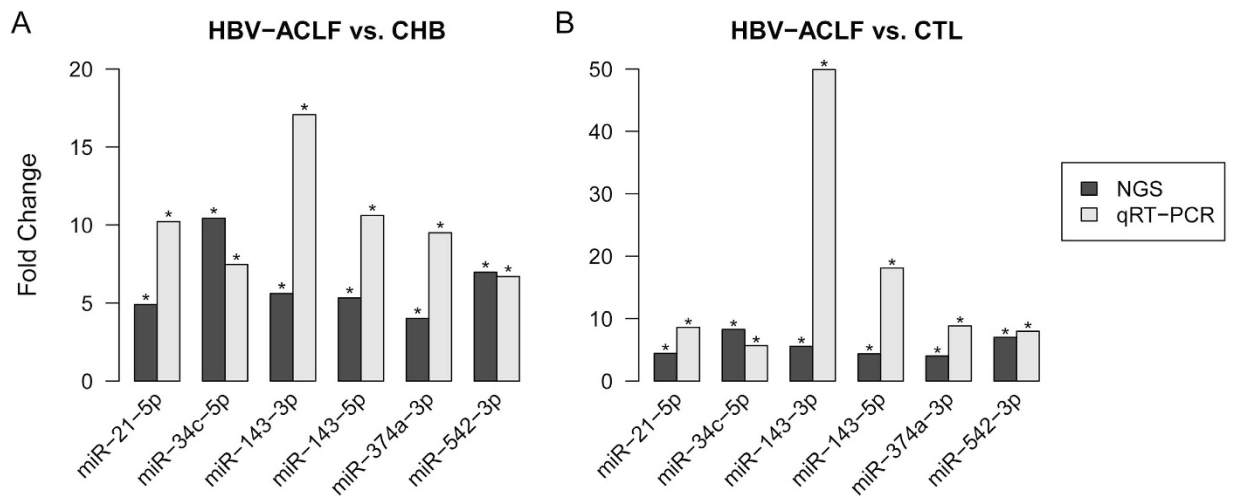 A
HBV−ACLF vs. CHB
Fold Change
20
15
10
5
0
*
*
*
*
*
*
*
*
*
*
*
*
miR−21−5p
miR−34c−5p
miR−143−3p
miR−143−5p
miR−374a−3p
miR−542−3p
B
HBV−ACLF vs. CTL
50
40
30
20
10
0
*
*
*
*
*
*
*
*
*
*
*
*
miR−21−5p
miR−34c−5p
miR−143−3p
miR−143−5p
miR−374a−3p
miR−542−3p
NGS
qRT−PCR